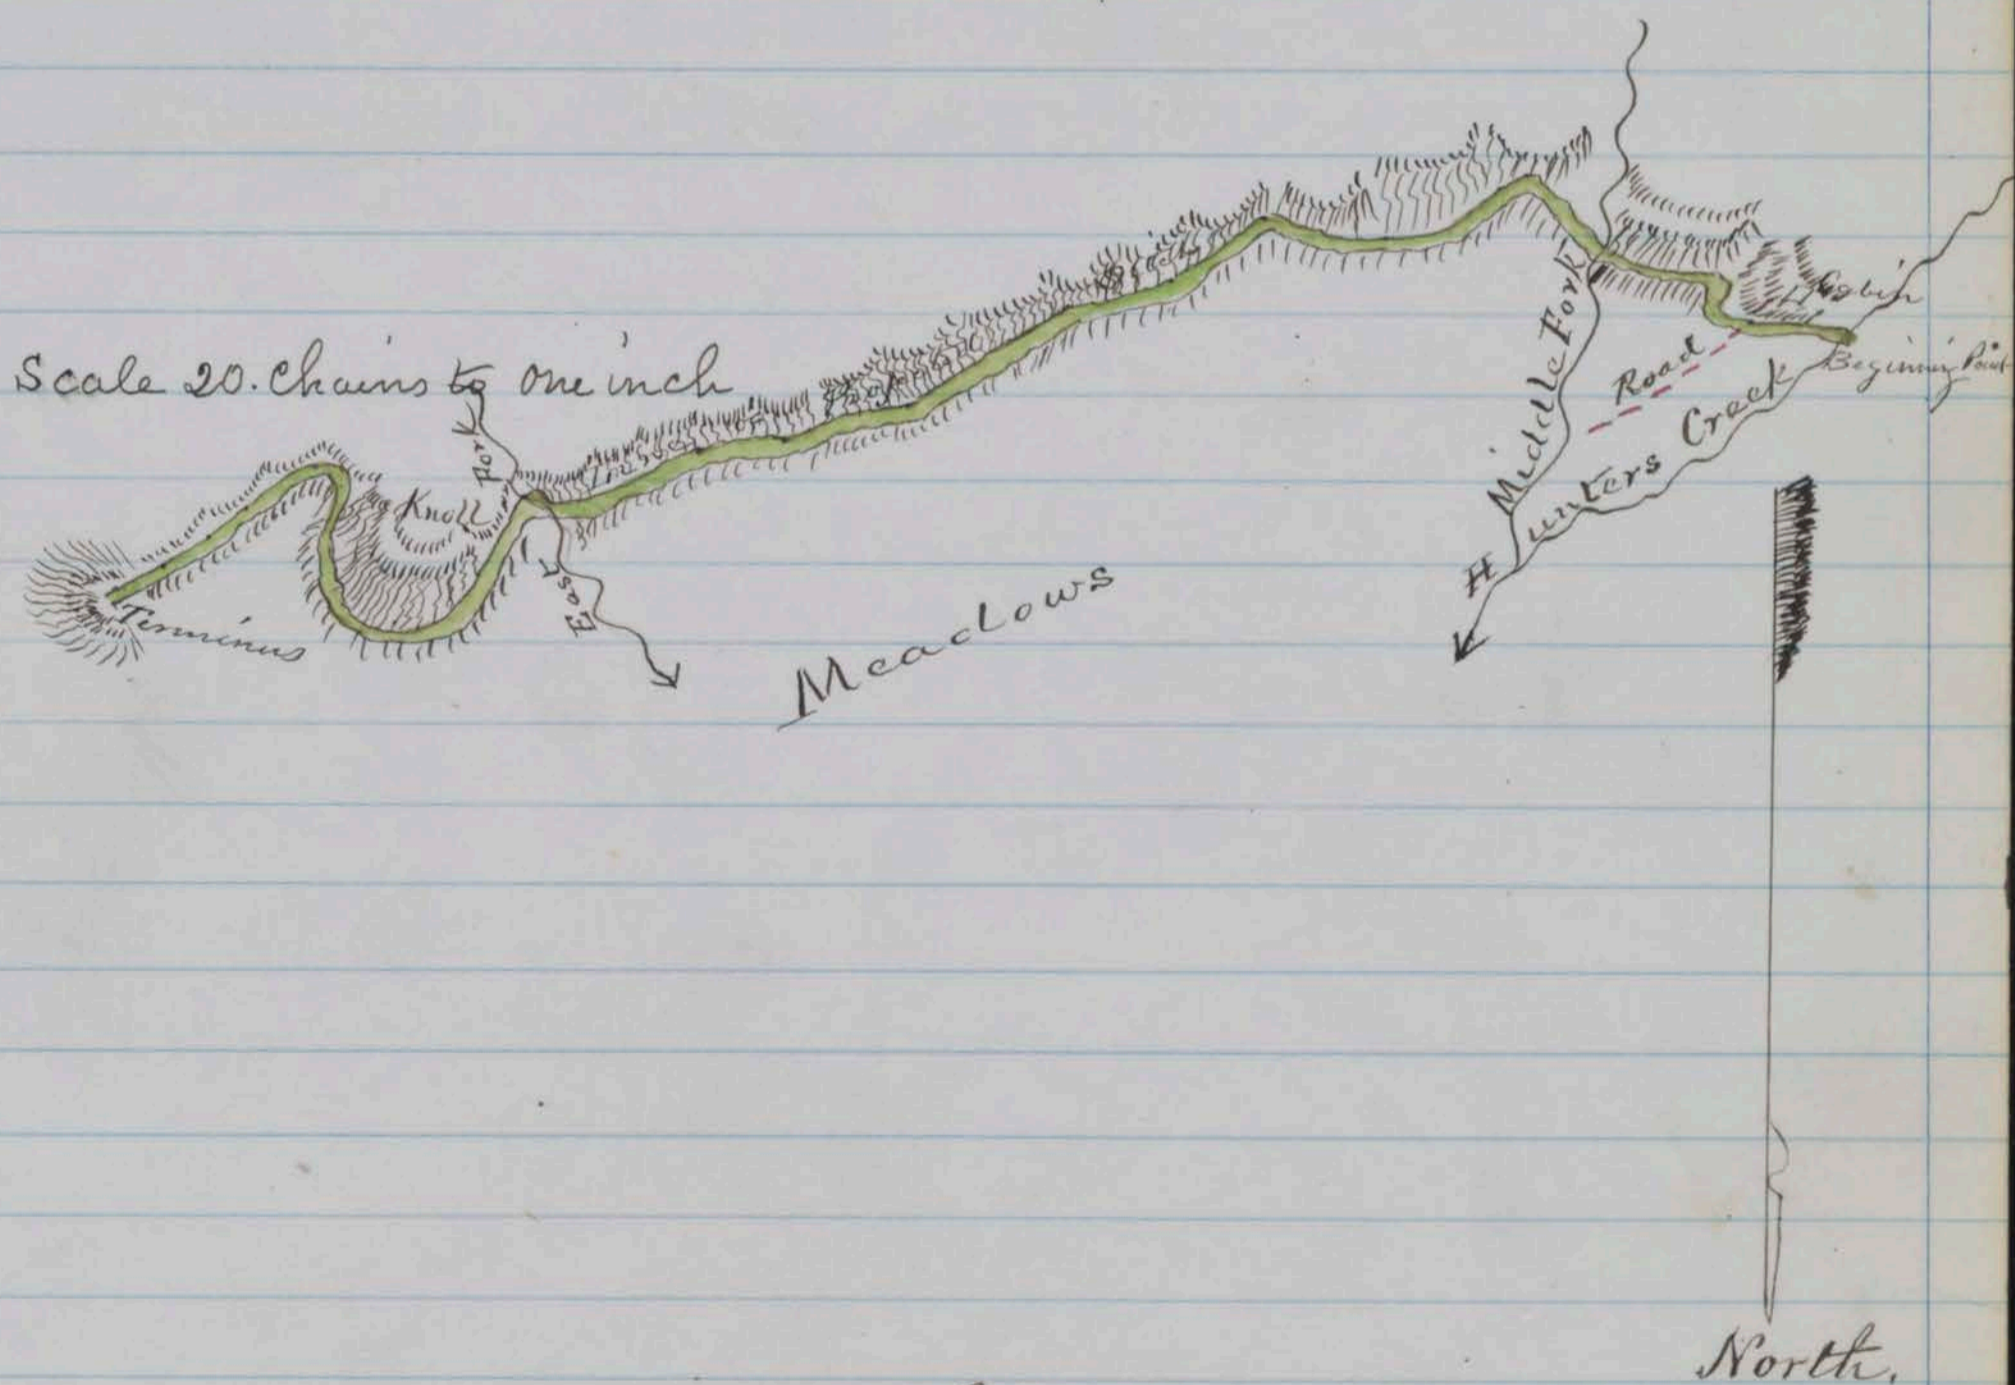 Scale 20. Chains to one inch
Cabin
Beginning Point
Middle Fork
Road
Hunters Creek
East Fork
Knoll
Terminus
Meadows
North.